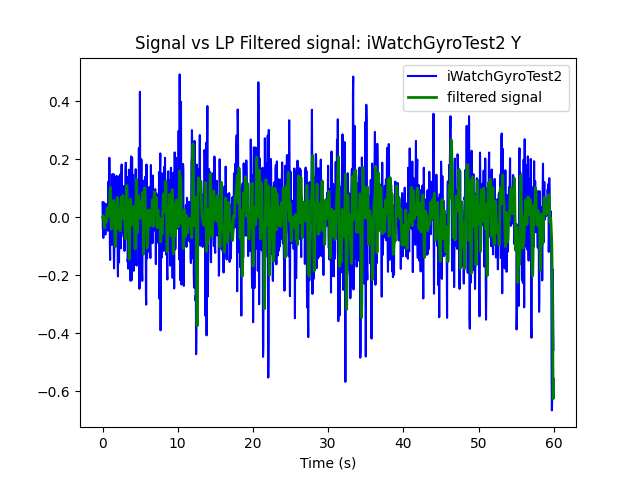 Signal vs LP Filtered signal: iWatchGyroTest2 Y
iWatchGyroTest2
filtered signal
0.4
0.2
0.0
−0.2
−0.4
−0.6
0 10 20 30 40 50 60
Time (s)